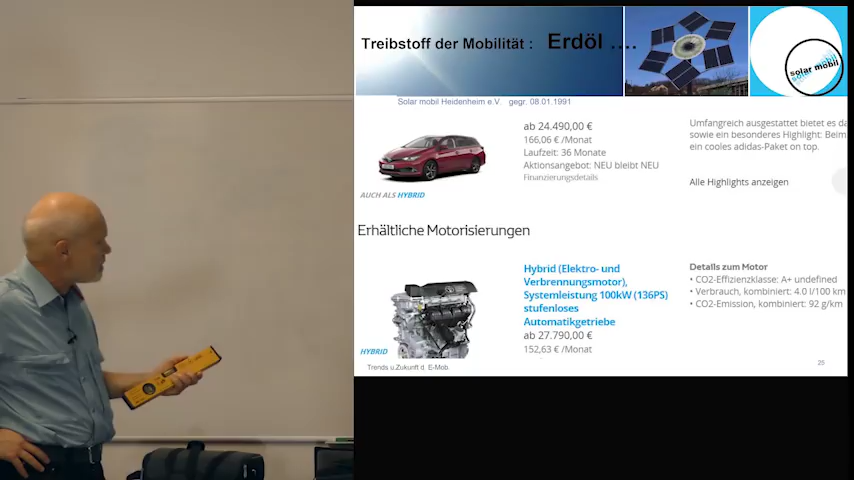 Treibstoff der Mobilität : Erdöl ....
solar mobil
solar mobil
Solar mobil Heidenheim e.V. gegr. 08.01.1991
ab 24.490,00 €
166,06 € /Monat
Laufzeit: 36 Monate
Aktionsangebot: NEU bleibt NEU
Finanzierungsdetails
Umfangreich ausgestattet bietet es da
sowie ein besonderes Highlight: Beim
ein cooles adidas-Paket on top.
Alle Highlights anzeigen
AUCH ALS HYBRID
Erhältliche Motorisierungen
Hybrid (Elektro- und
Verbrennungsmotor),
Systemleistung 100kW (136PS)
stufenloses
Automatikgetriebe
ab 27.790,00 €
152,63 € /Monat
Details zum Motor
• CO2-Effizienzklasse: A+ undefined
• Verbrauch, kombiniert: 4.0 l/100 km
• CO2-Emission, kombiniert: 92 g/km
HYBRID
Trends u.Zukunft d. E-Mob.
25